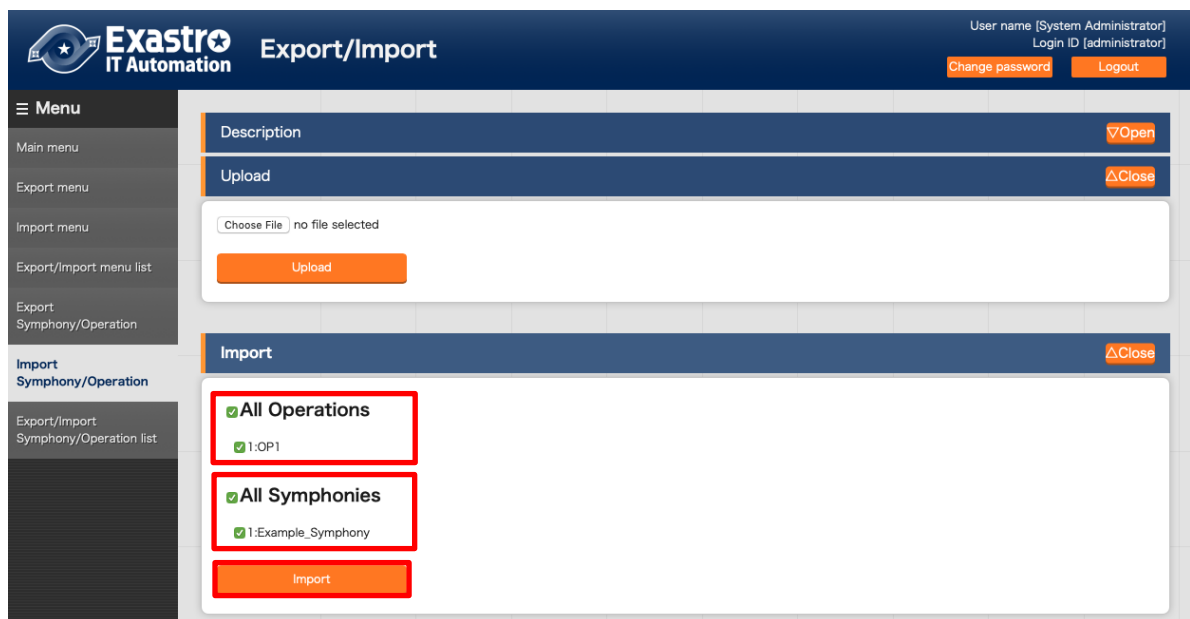 Exastro
IT Automation
Export/Import
User name [System Administrator]
Login ID [administrator]
Change password
Logout
☰ Menu
Main menu
Export menu
Import menu
Export/Import menu list
Export
Symphony/Operation
Import
Symphony/Operation
Export/Import
Symphony/Operation list
Description
▽Open
Upload
△Close
Choose File no file selected
Upload
Import
△Close
All Operations
1:OP1
All Symphonies
1:Example_Symphony
Import